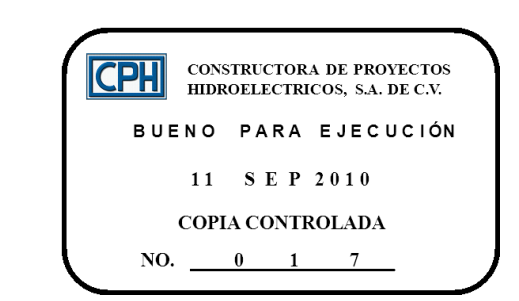 CPH
CONSTRUCTORA DE PROYECTOS
HIDROELECTRICOS, S.A. DE C.V.
BUENO PARA EJECUCIÓN
11 SEP 2010
COPIA CONTROLADA
NO. 0 1 7